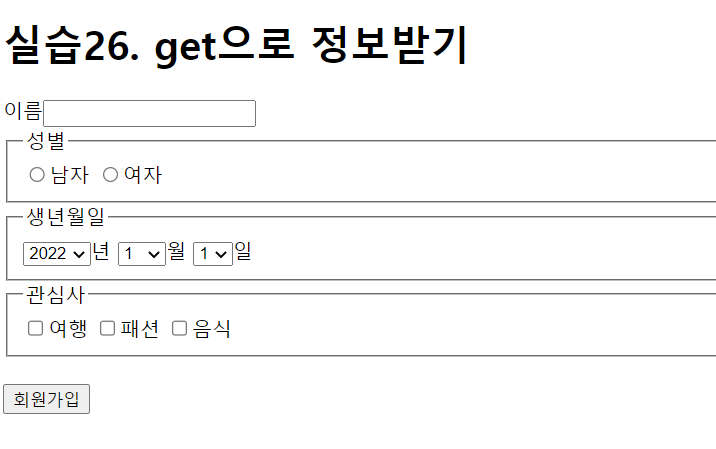 실습26. get으로 정보받기
이름
성별
남자 여자
생년월일
2022 년 1 월 1 일
관심사
여행 패션 음식
회원가입